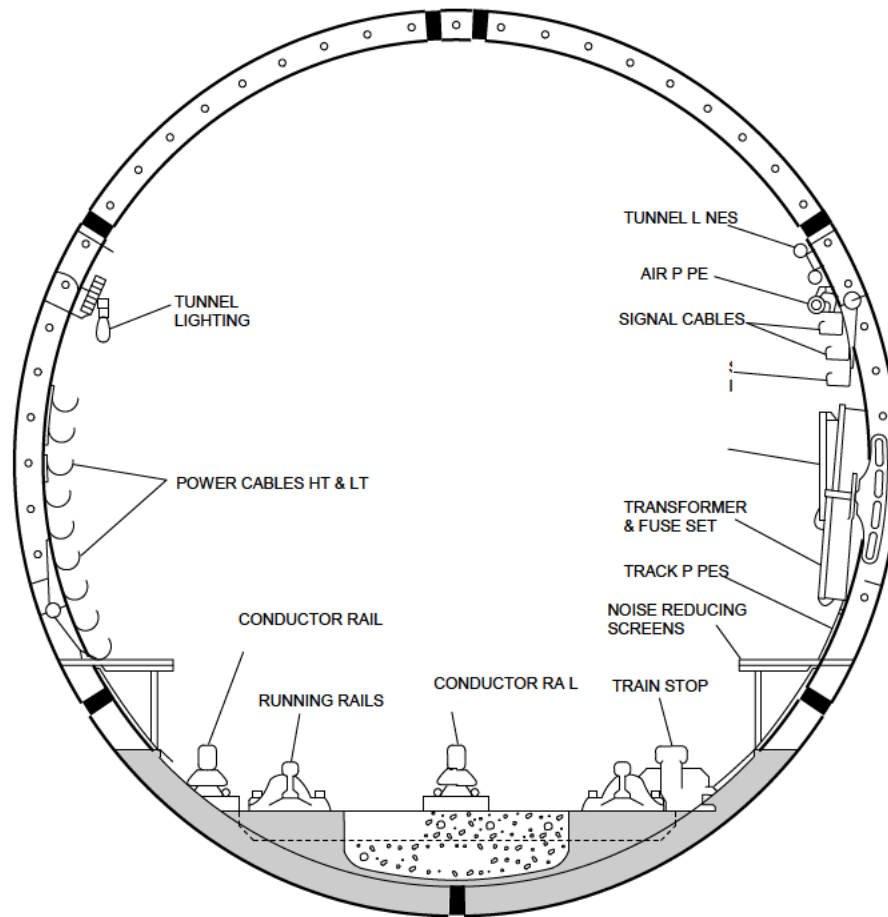 TUNNEL L NES
AIR P PE
TUNNEL
LIGHTING
SIGNAL CABLES
POWER CABLES HT & LT
TRANSFORMER
& FUSE SET
TRACK P PES
NOISE REDUCING
SCREENS
CONDUCTOR RAIL
CONDUCTOR RA L
TRAIN STOP
RUNNING RAILS